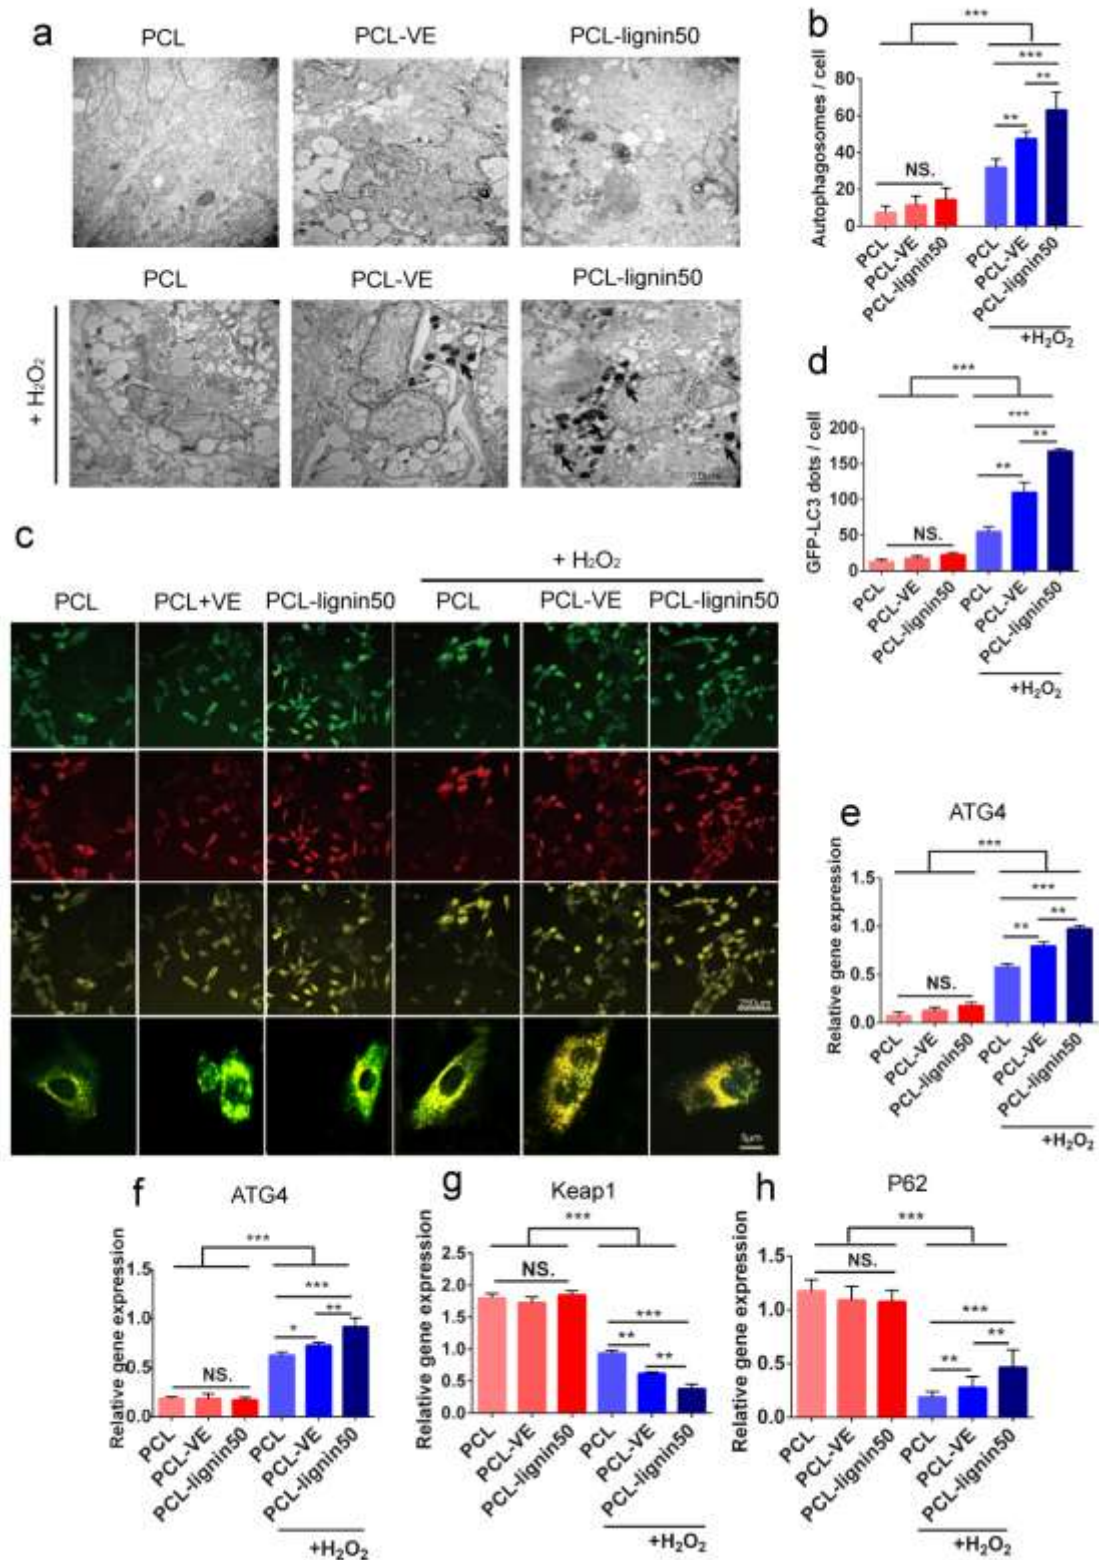 a
PCL
PCL-VE
PCL-lignin50
PCL
PCL-VE
PCL-lignin50
+ H₂O₂
b
***
***
**
**
NS.
Autophagosomes / cell
80
60
40
20
0
PCL
PCL-VE
PCL-lignin50
PCL
PCL-VE
PCL-lignin50
+H₂O₂
c
+ H₂O₂
PCL
PCL+VE
PCL-lignin50
PCL
PCL-VE
PCL-lignin50
250μm
5μm
d
***
***
**
**
NS.
GFP-LC3 dots / cell
200
150
100
50
0
PCL
PCL-VE
PCL-lignin50
PCL
PCL-VE
PCL-lignin50
+H₂O₂
e
ATG4
***
***
**
**
NS.
Relative gene expression
1.5
1.0
0.5
0.0
PCL
PCL-VE
PCL-lignin50
PCL
PCL-VE
PCL-lignin50
+H₂O₂
f
ATG4
***
***
**
*
NS.
Relative gene expression
1.5
1.0
0.5
0.0
PCL
PCL-VE
PCL-lignin50
PCL
PCL-VE
PCL-lignin50
+H₂O₂
g
Keap1
***
NS.
***
**
**
Relative gene expression
2.5
2.0
1.5
1.0
0.5
0.0
PCL
PCL-VE
PCL-lignin50
PCL
PCL-VE
PCL-lignin50
+H₂O₂
h
P62
***
NS.
***
**
**
Relative gene expression
1.5
1.0
0.5
0.0
PCL
PCL-VE
PCL-lignin50
PCL
PCL-VE
PCL-lignin50
+H₂O₂